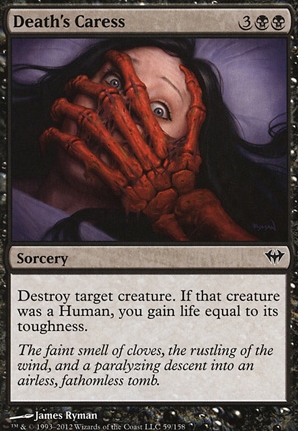 Death's Caress 3
Sorcery
Destroy target creature. If that creature
was a Human, you gain life equal to its
toughness.
The faint smell of cloves, the rustling of the
wind, and a paralyzing descent into an
airless, fathomless tomb.
James Ryman
™ & © 1993–2012 Wizards of the Coast LLC 59/158